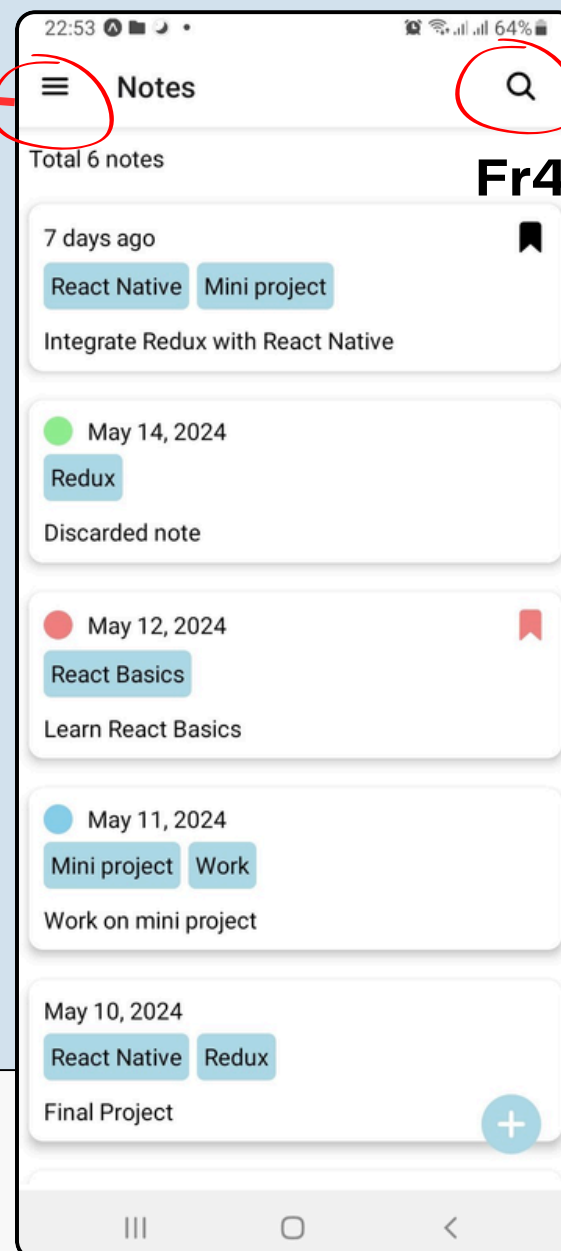 22:53 64%
Notes
Total 6 notes
Fr4
7 days ago
React Native Mini project
Integrate Redux with React Native
May 14, 2024
Redux
Discarded note
May 12, 2024
React Basics
Learn React Basics
May 11, 2024
Mini project Work
Work on mini project
May 10, 2024
React Native Redux
Final Project